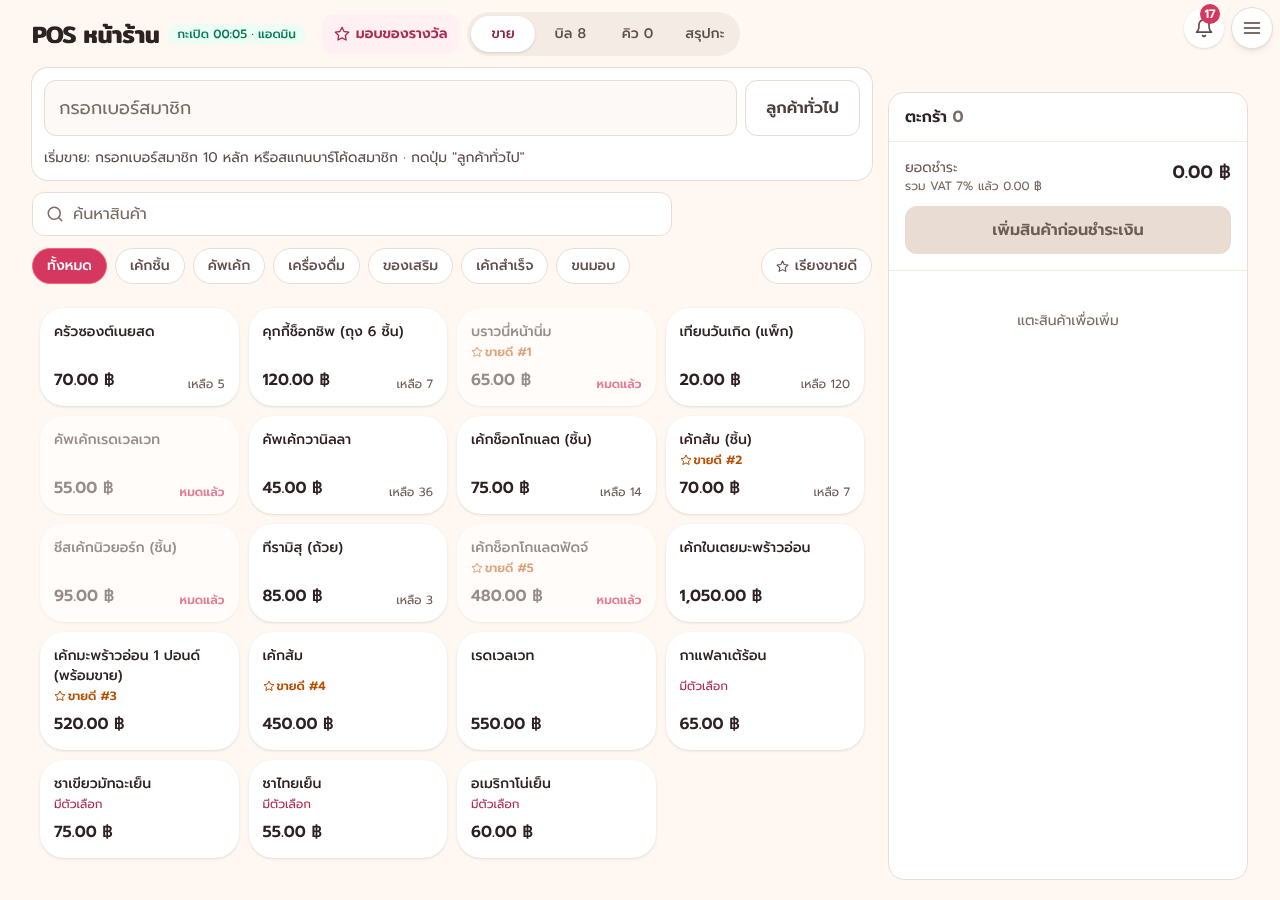 POS หน้าร้าน
กะเปิด 00:05 · แอดมิน
มอบของรางวัล
ขาย
บิล 8
คิว 0
สรุปกะ
17
กรอกเบอร์สมาชิก
ลูกค้าทั่วไป
เริ่มขาย: กรอกเบอร์สมาชิก 10 หลัก หรือสแกนบาร์โค้ดสมาชิก · กดปุ่ม "ลูกค้าทั่วไป"
ค้นหาสินค้า
ทั้งหมด
เค้กชิ้น
คัพเค้ก
เครื่องดื่ม
ของเสริม
เค้กสำเร็จ
ขนมอบ
เรียงขายดี
ครัวซองต์เนยสด
70.00 ฿
เหลือ 5
คุกกี้ช็อกชิพ (ถุง 6 ชิ้น)
120.00 ฿
เหลือ 7
บราวนี่หน้านิ่ม
ขายดี #1
65.00 ฿
หมดแล้ว
เทียนวันเกิด (แพ็ก)
20.00 ฿
เหลือ 120
คัพเค้กเรดเวลเวท
55.00 ฿
หมดแล้ว
คัพเค้กวานิลลา
45.00 ฿
เหลือ 36
เค้กช็อกโกแลต (ชิ้น)
75.00 ฿
เหลือ 14
เค้กส้ม (ชิ้น)
ขายดี #2
70.00 ฿
เหลือ 7
ชีสเค้กนิวยอร์ก (ชิ้น)
95.00 ฿
หมดแล้ว
ทีรามิสุ (ถ้วย)
85.00 ฿
เหลือ 3
เค้กช็อกโกแลตฟัดจ์
ขายดี #5
480.00 ฿
หมดแล้ว
เค้กใบเตยมะพร้าวอ่อน
1,050.00 ฿
เค้กมะพร้าวอ่อน 1 ปอนด์
(พร้อมขาย)
ขายดี #3
520.00 ฿
เค้กส้ม
ขายดี #4
450.00 ฿
เรดเวลเวท
550.00 ฿
กาแฟลาเต้ร้อน
มีตัวเลือก
65.00 ฿
ชาเขียวมัทฉะเย็น
มีตัวเลือก
75.00 ฿
ชาไทยเย็น
มีตัวเลือก
55.00 ฿
อเมริกาโน่เย็น
มีตัวเลือก
60.00 ฿
ตะกร้า 0
ยอดชำระ
0.00 ฿
รวม VAT 7% แล้ว 0.00 ฿
เพิ่มสินค้าก่อนชำระเงิน
แตะสินค้าเพื่อเพิ่ม